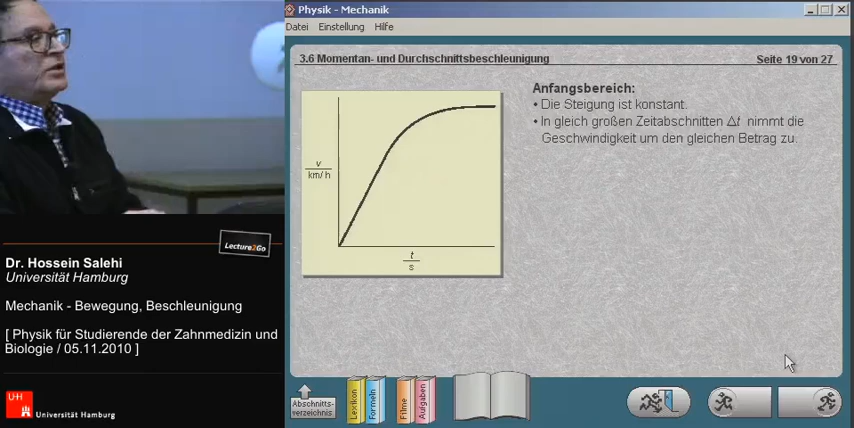 Physik - Mechanik
Datei Einstellung Hilfe
3.6 Momentan- und Durchschnittsbeschleunigung
Seite 19 von 27
Anfangsbereich:
• Die Steigung ist konstant.
• In gleich großen Zeitabschnitten Δt nimmt die
Geschwindigkeit um den gleichen Betrag zu.
v
km/h
t
s
Lecture2Go
Dr. Hossein Salehi
Universität Hamburg
Mechanik - Bewegung, Beschleunigung
[ Physik für Studierende der Zahnmedizin und
Biologie / 05.11.2010 ]
UH
Universität Hamburg
Abschnitts-
verzeichnis
Lexikon
Formeln
Filme
Aufgaben